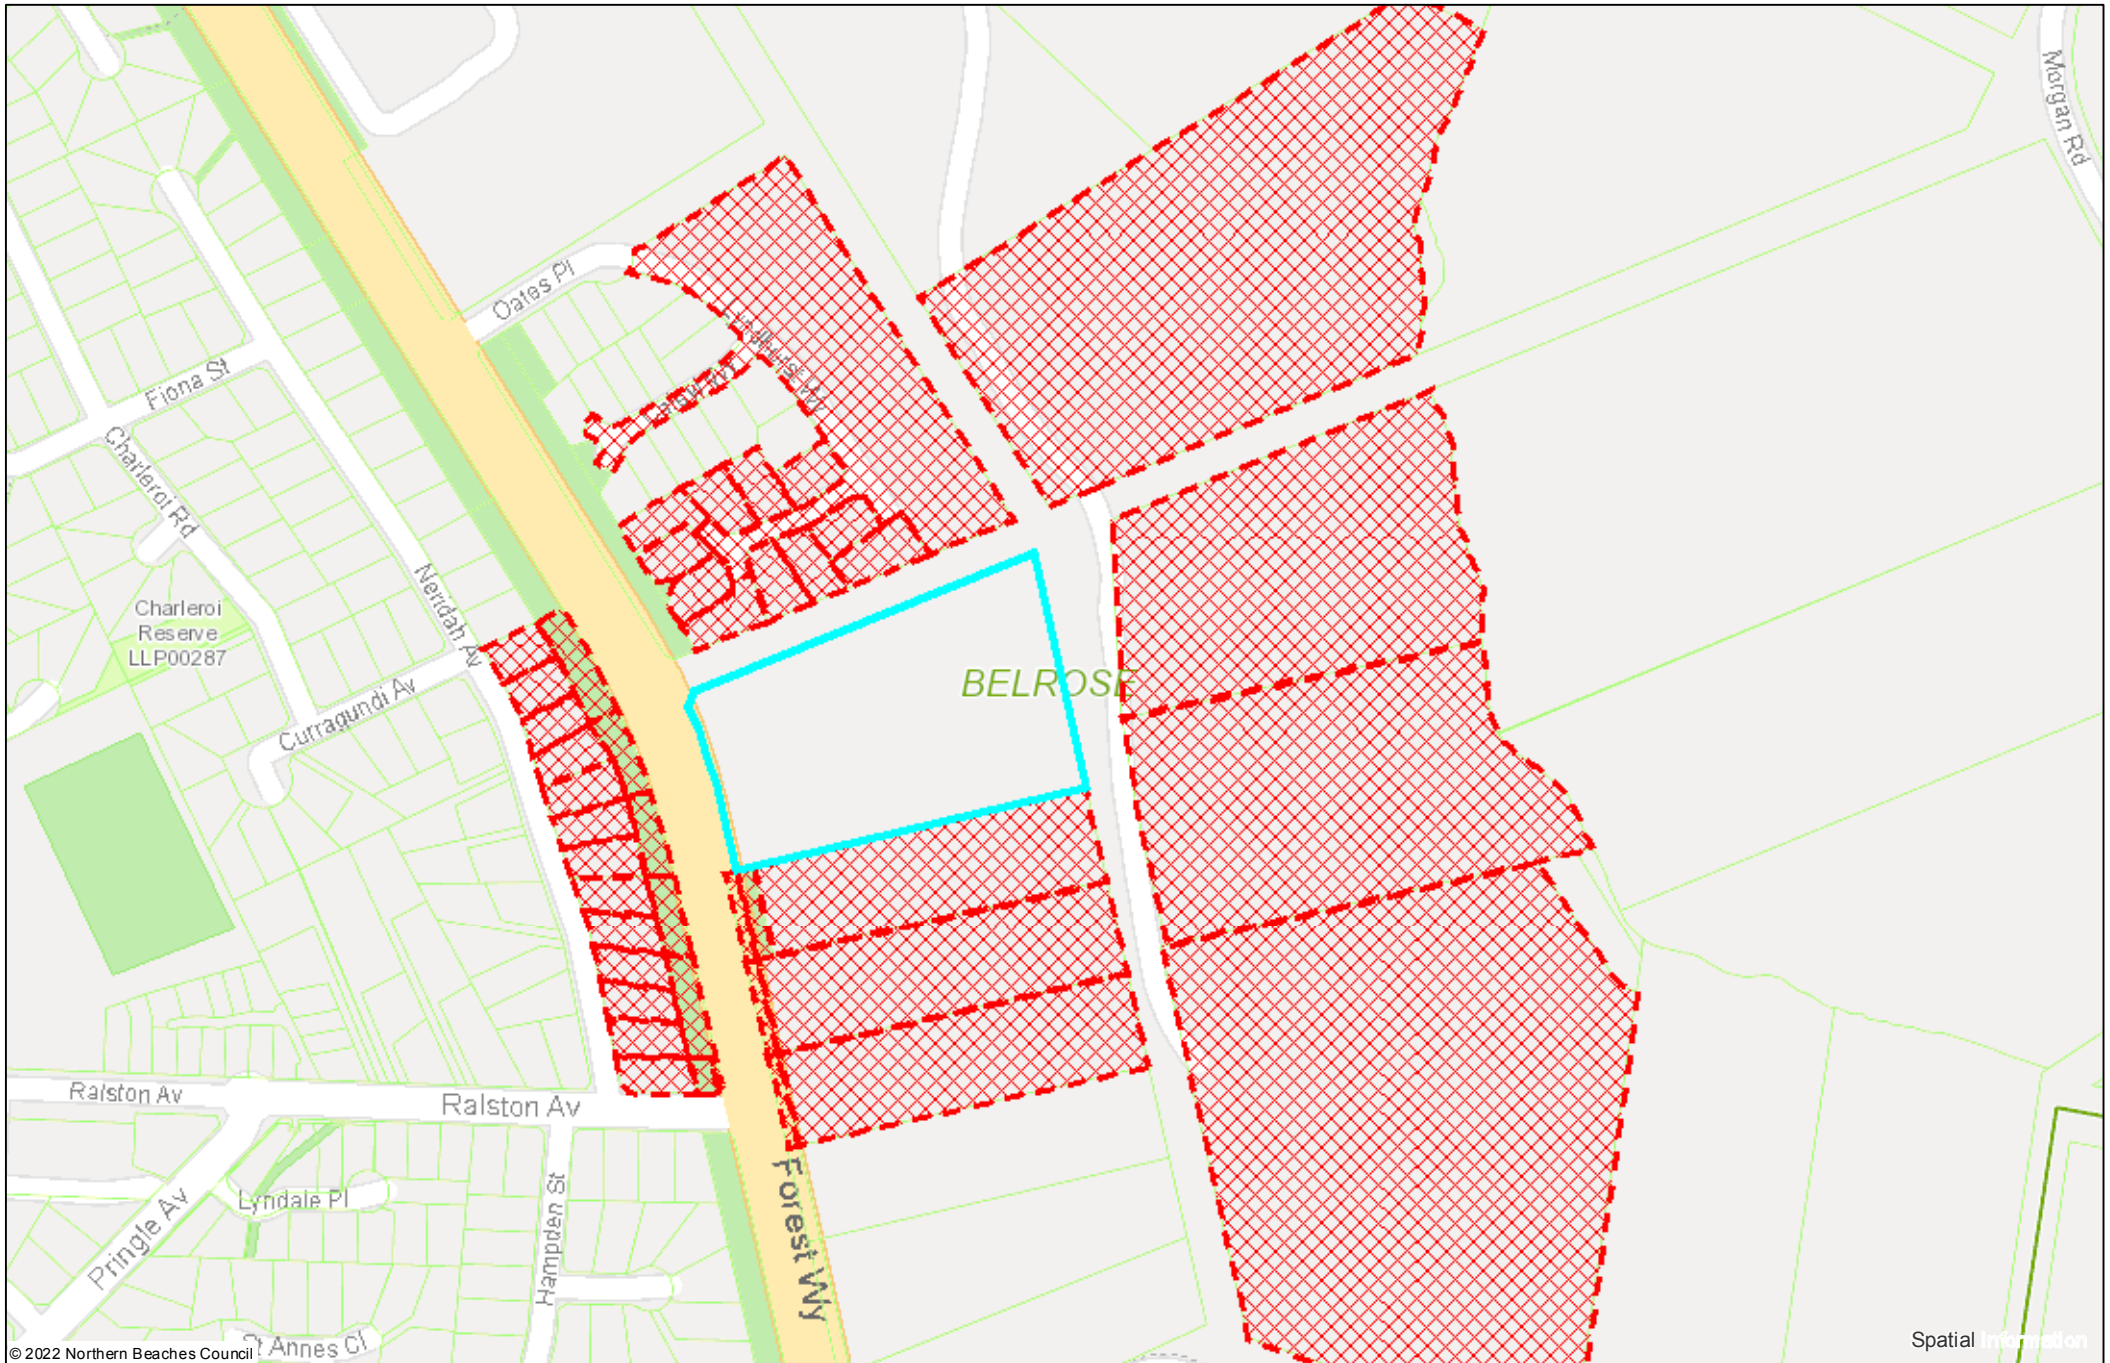 Morgan Rd
Oates Pl
Fiona St
Charleroi Rd
Neridah Av
Charleroi
Reserve
LLP00287
BELROSE
Curragundi Av
Ralston Av
Ralston Av
Forest Wy
Lyndale Pl
Hampden St
Pringle Av
St Annes Cl
Spatial Information
© 2022 Northern Beaches Council